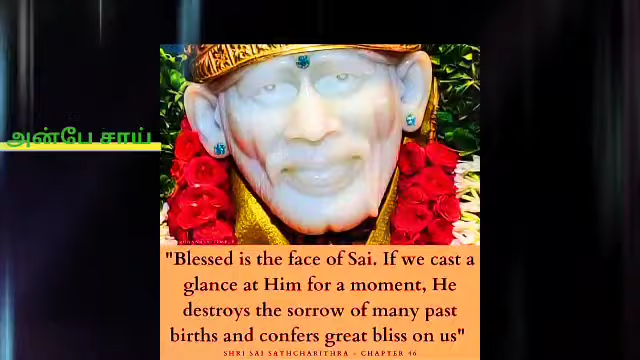 அன்பே சாய்
"Blessed is the face of Sai. If we cast a
glance at Him for a moment, He
destroys the sorrow of many past
births and confers great bliss on us"
SHRI SAI SATHCHARITHRA - CHAPTER 46